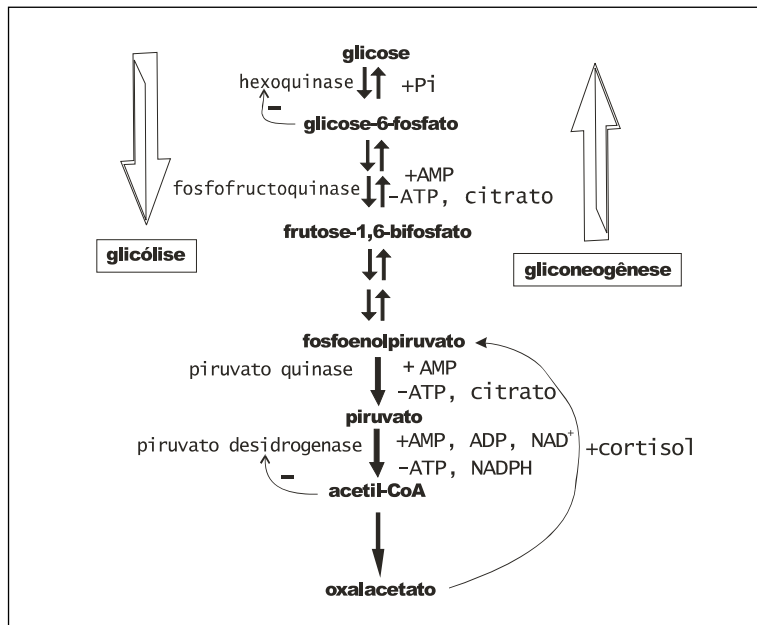 glicose
hexoquinase
+Pi
−
glicose-6-fosfato
fosfofructoquinase
+AMP
−ATP, citrato
frutose-1,6-bifosfato
glicólise
gliconeogênese
fosfoenolpiruvato
piruvato quinase
+ AMP
−ATP, citrato
piruvato
piruvato desidrogenase
+AMP, ADP, NAD⁺
+cortisol
−ATP, NADPH
−
acetil-CoA
oxalacetato